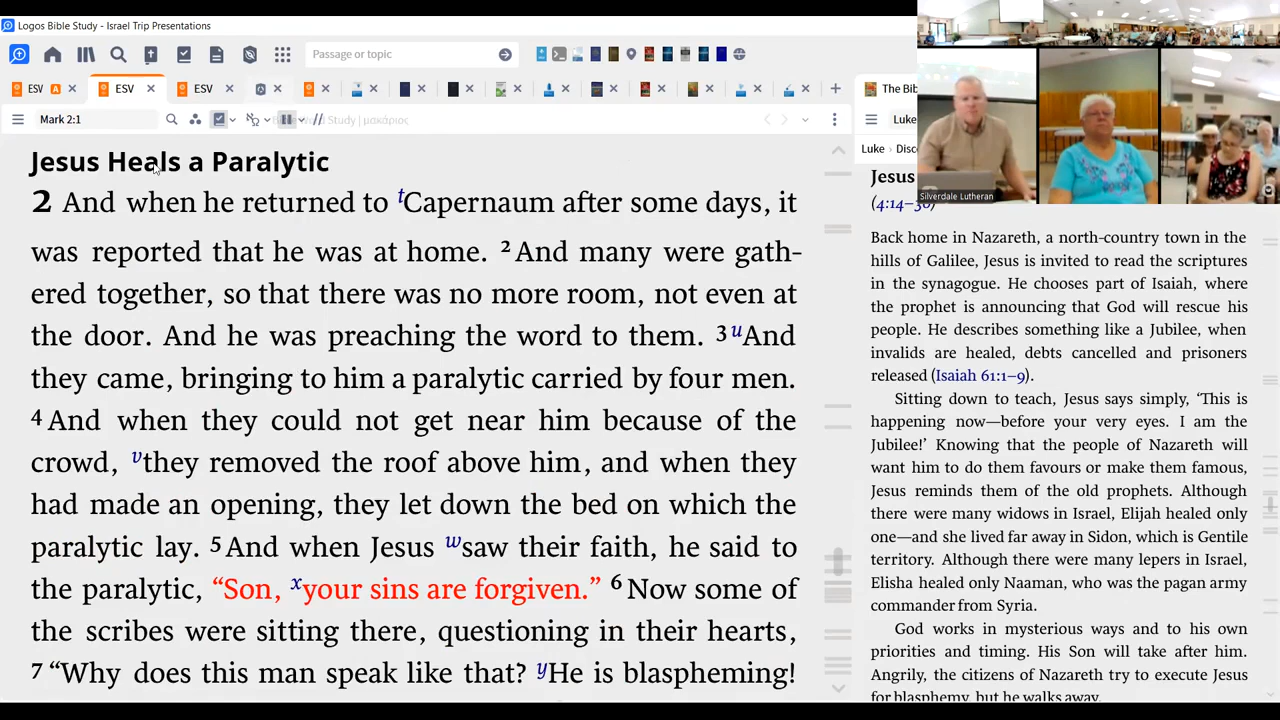 Logos Bible Study - Israel Trip Presentations
Passage or topic
ESV A
ESV
ESV
The Bib
Mark 2:1
Study | μακάριος
Luke
Luke › Disc
Silverdale Lutheran
Jesus Heals a Paralytic
2 And when he returned to tCapernaum after some days, it
was reported that he was at home. 2 And many were gath-
ered together, so that there was no more room, not even at
the door. And he was preaching the word to them. 3 uAnd
they came, bringing to him a paralytic carried by four men.
4 And when they could not get near him because of the
crowd, vthey removed the roof above him, and when they
had made an opening, they let down the bed on which the
paralytic lay. 5 And when Jesus wsaw their faith, he said to
the paralytic, “Son, xyour sins are forgiven.” 6 Now some of
the scribes were sitting there, questioning in their hearts,
7 “Why does this man speak like that? yHe is blaspheming!
Jesus
(4:14–30)
Back home in Nazareth, a north-country town in the
hills of Galilee, Jesus is invited to read the scriptures
in the synagogue. He chooses part of Isaiah, where
the prophet is announcing that God will rescue his
people. He describes something like a Jubilee, when
invalids are healed, debts cancelled and prisoners
released (Isaiah 61:1–9).
Sitting down to teach, Jesus says simply, ‘This is
happening now—before your very eyes. I am the
Jubilee!’ Knowing that the people of Nazareth will
want him to do them favours or make them famous,
Jesus reminds them of the old prophets. Although
there were many widows in Israel, Elijah healed only
one—and she lived far away in Sidon, which is Gentile
territory. Although there were many lepers in Israel,
Elisha healed only Naaman, who was the pagan army
commander from Syria.
God works in mysterious ways and to his own
priorities and timing. His Son will take after him.
Angrily, the citizens of Nazareth try to execute Jesus
for blasphemy, but he walks away.